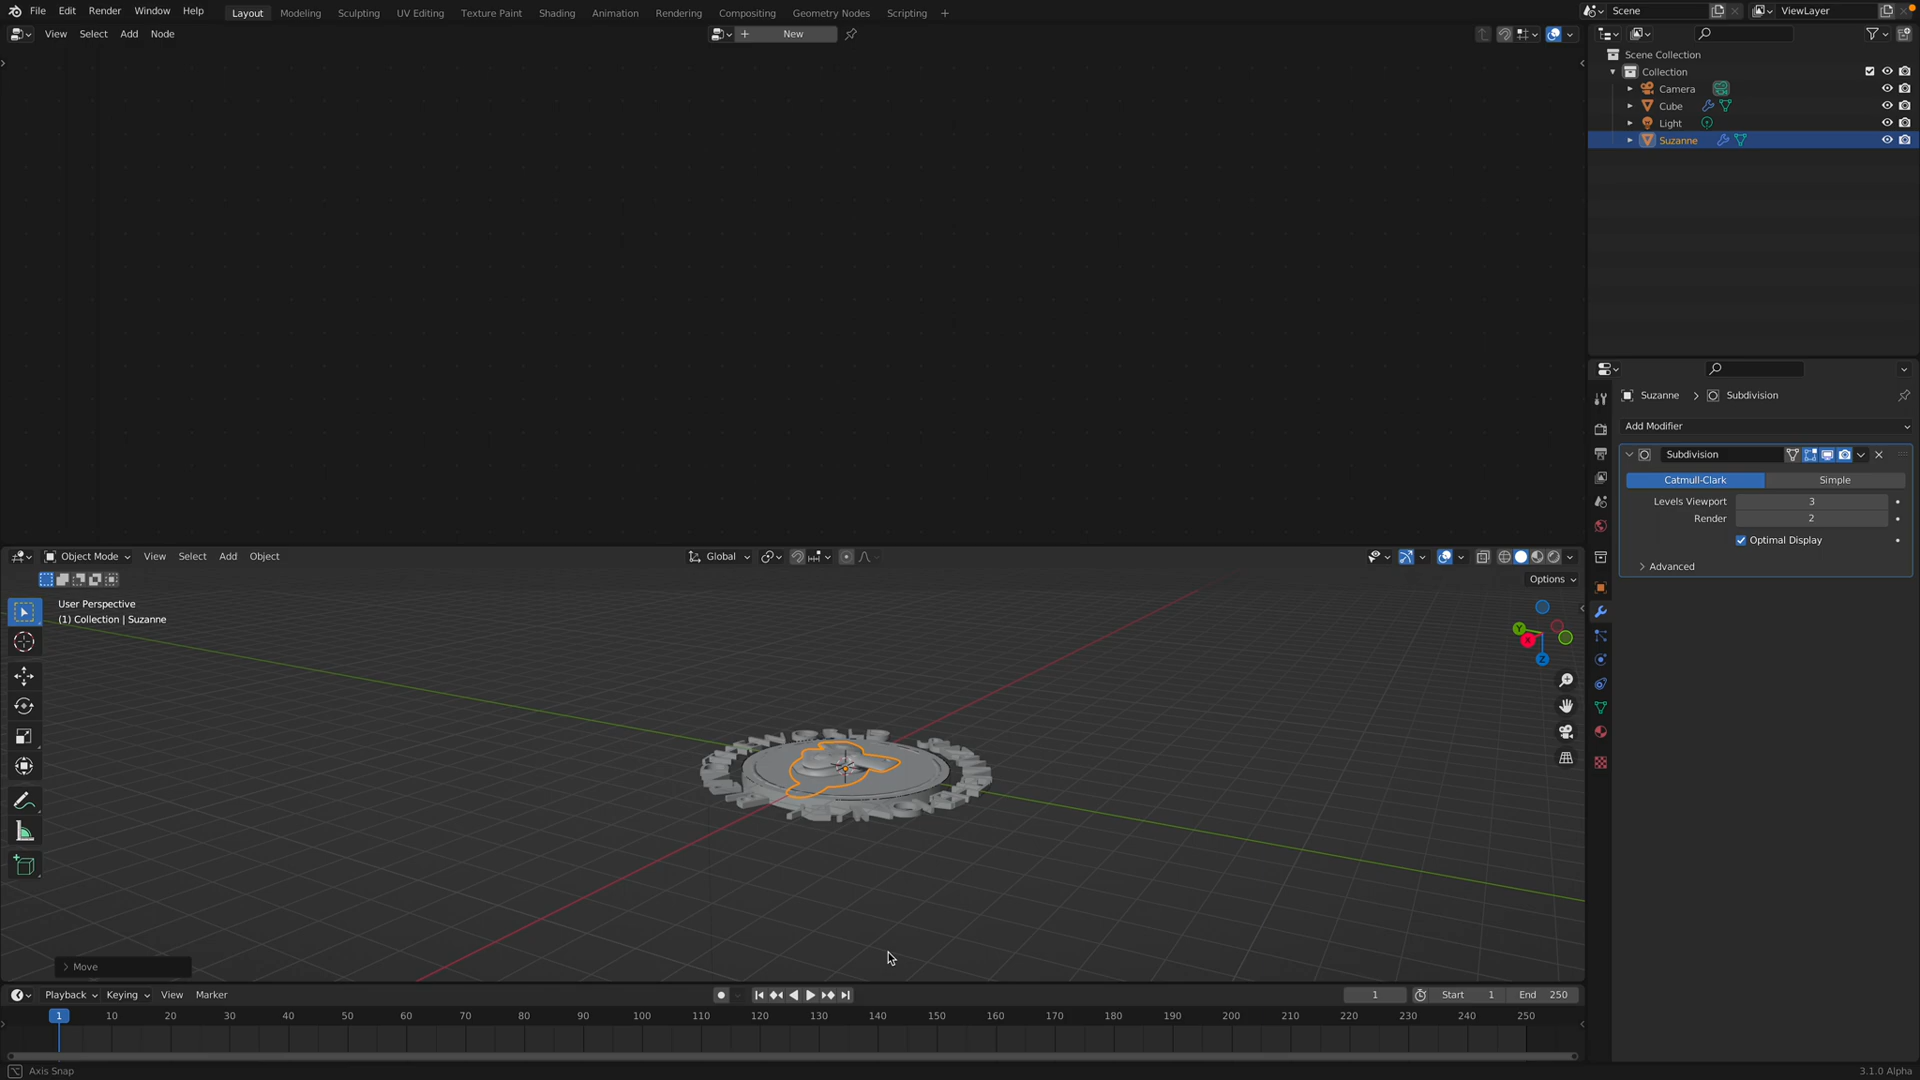 File Edit Render Window Help Layout Modeling Sculpting UV Editing Texture Paint Shading Animation Rendering Compositing Geometry Nodes Scripting + Scene ViewLayer
View Select Add Node + New
Scene Collection
Collection
Camera
Cube
Light
Suzanne
Suzanne > Subdivision
Add Modifier
Subdivision
Catmull-Clark Simple
Levels Viewport 3
Render 2
Optimal Display
Advanced
Object Mode View Select Add Object Global
Options
User Perspective
(1) Collection | Suzanne
Y
X
Z
Move
Playback Keying View Marker 1 Start 1 End 250
1 10 20 30 40 50 60 70 80 90 100 110 120 130 140 150 160 170 180 190 200 210 220 230 240 250
Axis Snap 3.1.0 Alpha